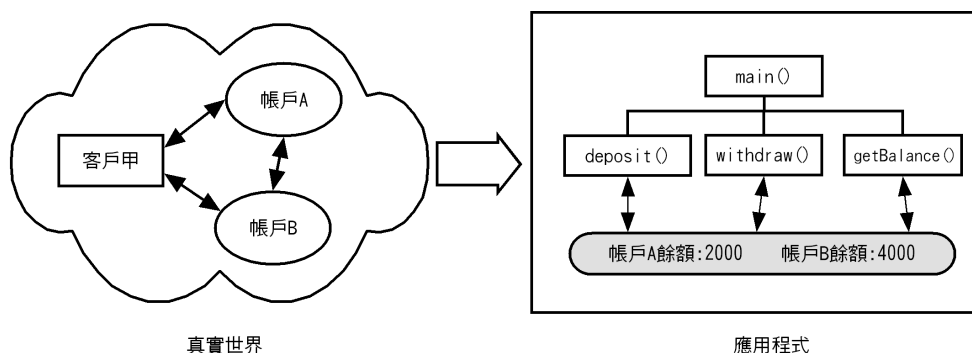 帳戶A
客戶甲
帳戶B
真實世界
main()
deposit()
withdraw()
getBalance()
帳戶A餘額:2000 帳戶B餘額:4000
應用程式